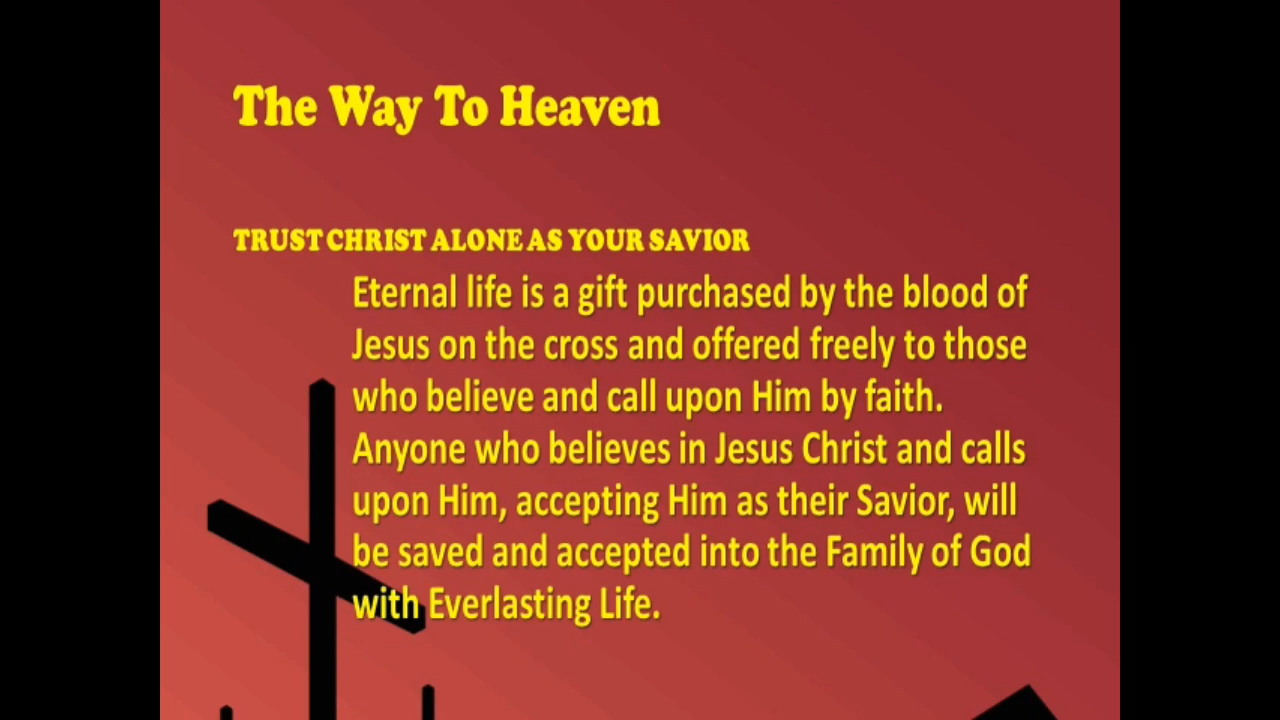 The Way To Heaven
TRUST CHRIST ALONE AS YOUR SAVIOR
Eternal life is a gift purchased by the blood of
Jesus on the cross and offered freely to those
who believe and call upon Him by faith.
Anyone who believes in Jesus Christ and calls
upon Him, accepting Him as their Savior, will
be saved and accepted into the Family of God
with Everlasting Life.